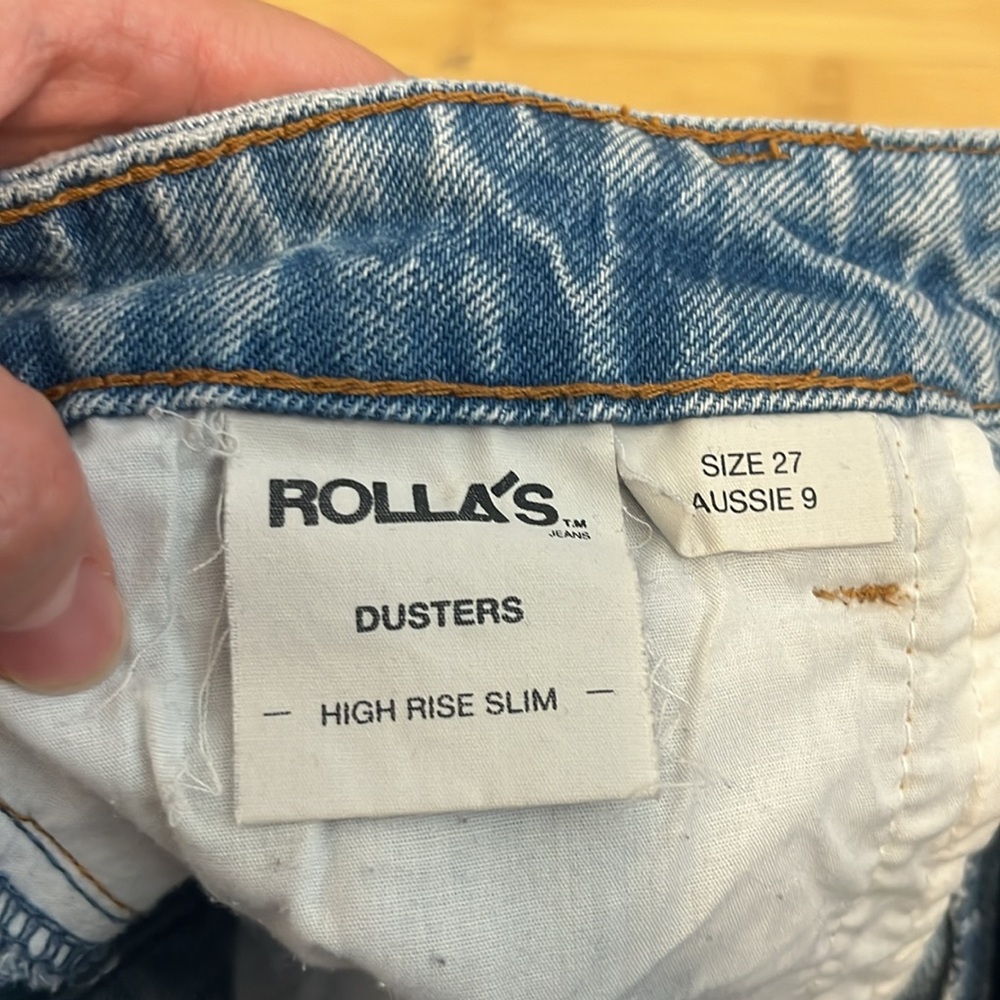 ROLLA'S T.M
JEANS
DUSTERS
— HIGH RISE SLIM —
SIZE 27
AUSSIE 9